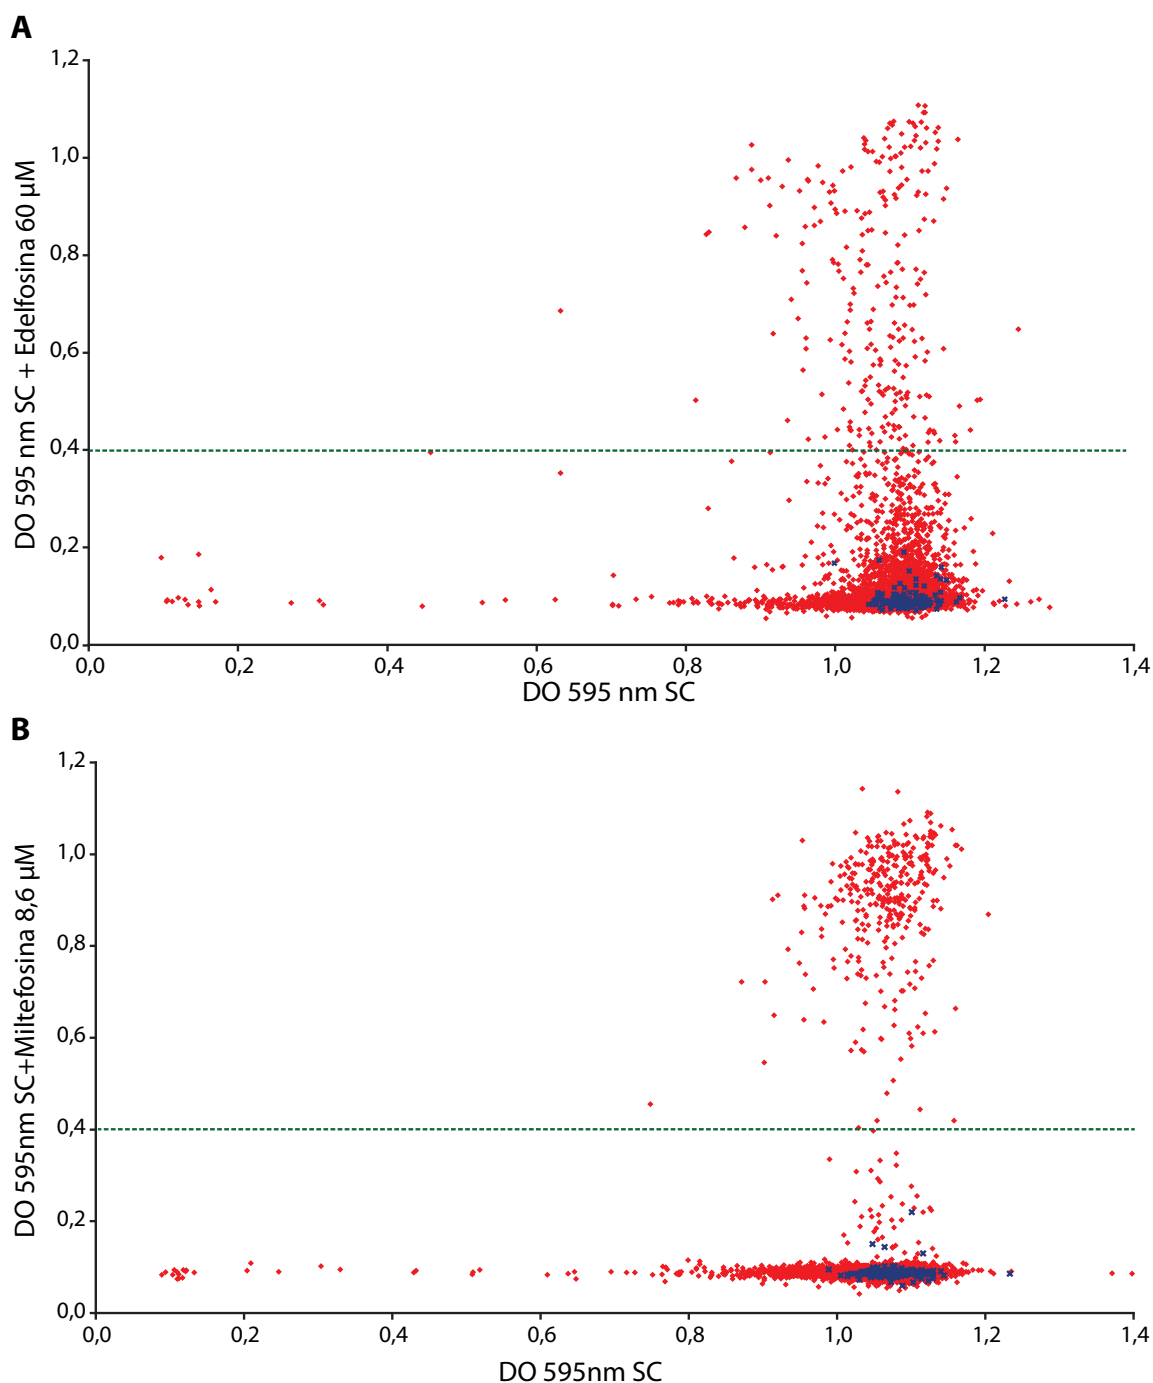 A
1,2
1,0
0,8
0,6
0,4
0,2
0,0
DO 595 nm SC + Edelfosina 60 µM
0,0 0,2 0,4 0,6 0,8 1,0 1,2 1,4
DO 595 nm SC
B
1,2
1,0
0,8
0,6
0,4
0,2
0,0
DO 595nm SC+Miltefosina 8,6 µM
0,0 0,2 0,4 0,6 0,8 1,0 1,2 1,4
DO 595nm SC